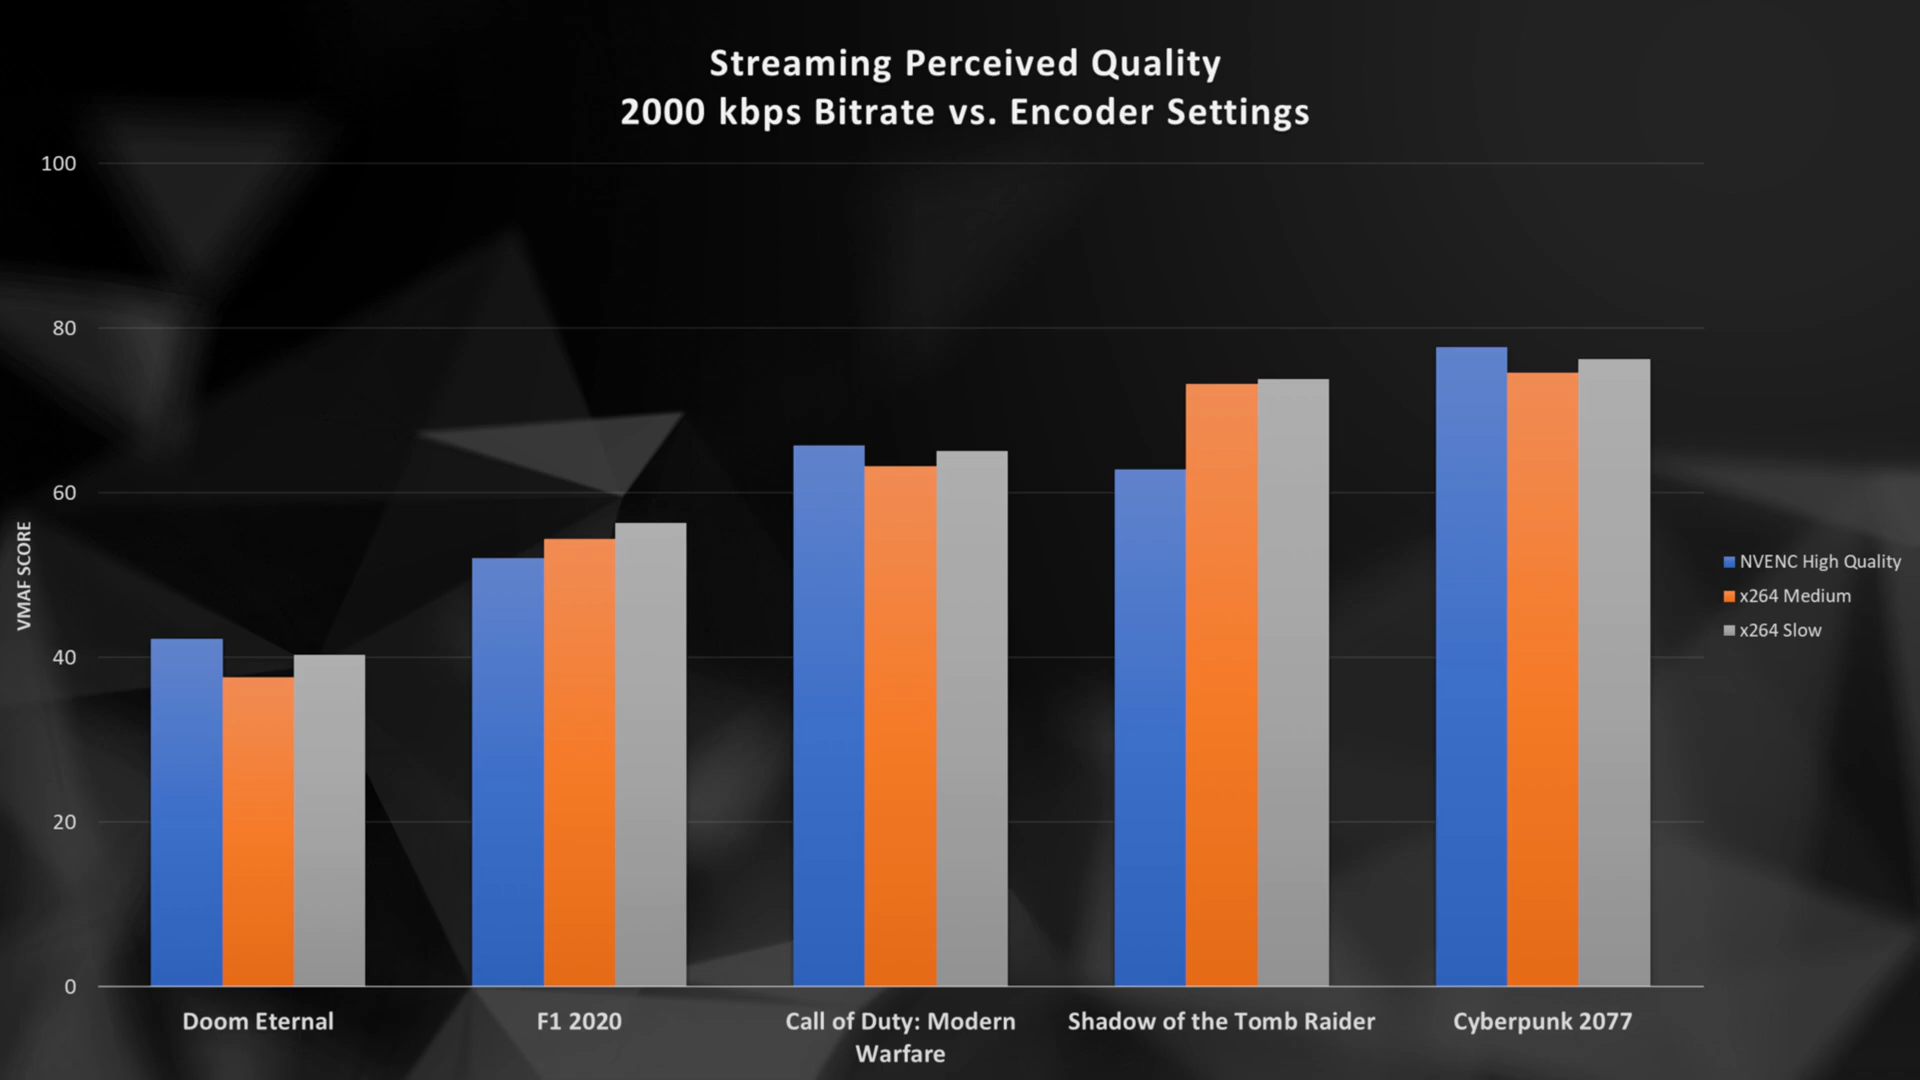 Streaming Perceived Quality
2000 kbps Bitrate vs. Encoder Settings
100
80
60
40
20
0
VMAF SCORE
Doom Eternal
F1 2020
Call of Duty: Modern
Warfare
Shadow of the Tomb Raider
Cyberpunk 2077
NVENC High Quality
x264 Medium
x264 Slow